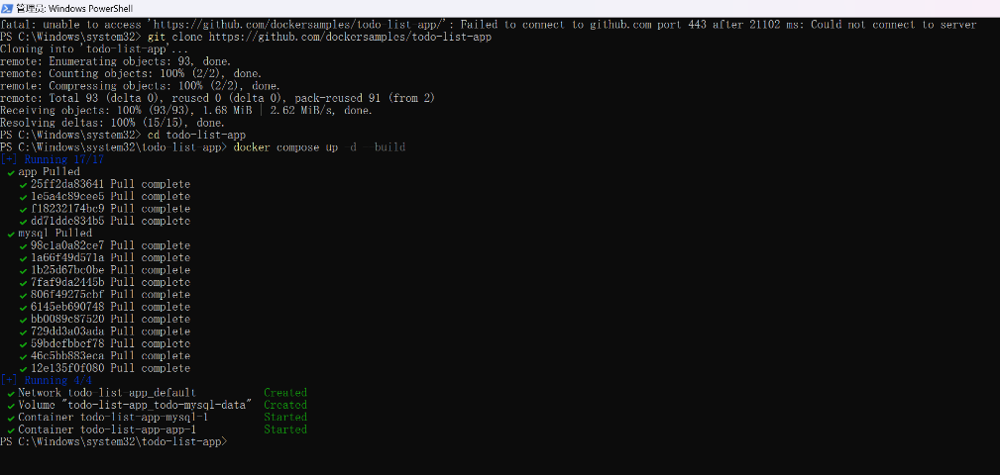 管理员: Windows PowerShell
fatal: unable to access 'https://github.com/dockersamples/todo-list-app/': Failed to connect to github.com port 443 after 21102 ms: Could not connect to server
PS C:\Windows\system32> git clone https://github.com/dockersamples/todo-list-app
Cloning into 'todo-list-app'...
remote: Enumerating objects: 93, done.
remote: Counting objects: 100% (2/2), done.
remote: Compressing objects: 100% (2/2), done.
remote: Total 93 (delta 0), reused 0 (delta 0), pack-reused 91 (from 2)
Receiving objects: 100% (93/93), 1.68 MiB | 2.62 MiB/s, done.
Resolving deltas: 100% (15/15), done.
PS C:\Windows\system32> cd todo-list-app
PS C:\Windows\system32\todo-list-app> docker compose up -d --build
[+] Running 17/17
✔ app Pulled
✔ 25ff2da83641 Pull complete
✔ 1e5a4c89cee5 Pull complete
✔ f18232174bc9 Pull complete
✔ dd71dde834b5 Pull complete
✔ mysql Pulled
✔ 98c1a0a82ce7 Pull complete
✔ 1a66f49d571a Pull complete
✔ 1b25d67bc0be Pull complete
✔ 7faf9da2445b Pull complete
✔ 806f49275cbf Pull complete
✔ 6145eb690748 Pull complete
✔ bb0089c87520 Pull complete
✔ 729dd3a03ada Pull complete
✔ 59bdefbbef78 Pull complete
✔ 46c5bb883eca Pull complete
✔ 12e135f0f080 Pull complete
[+] Running 4/4
✔ Network todo-list-app_default Created
✔ Volume "todo-list-app_todo-mysql-data" Created
✔ Container todo-list-app-mysql-1 Started
✔ Container todo-list-app-app-1 Started
PS C:\Windows\system32\todo-list-app>